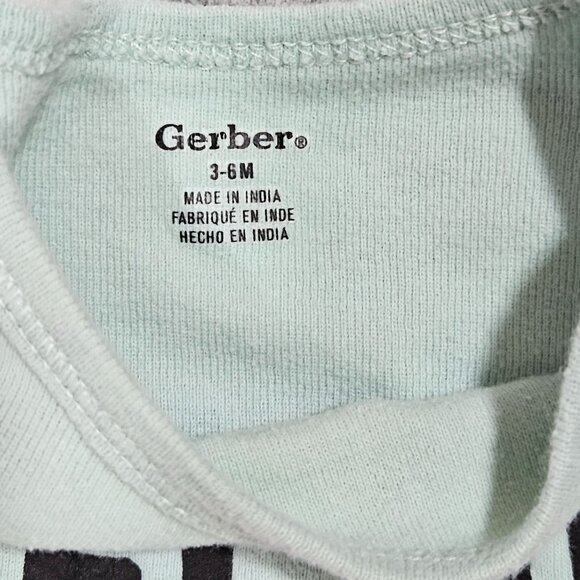 Gerber®
3-6M
MADE IN INDIA
FABRIQUÉ EN INDE
HECHO EN INDIA